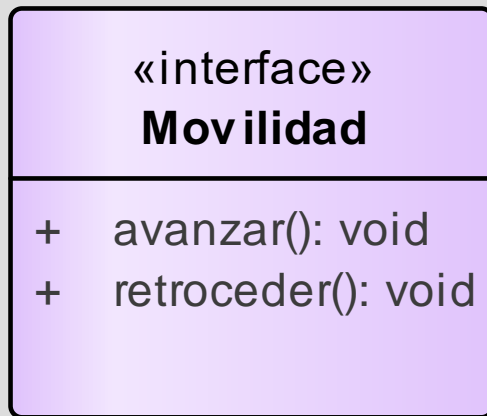 «interface»
Movilidad
+ avanzar(): void
+ retroceder(): void